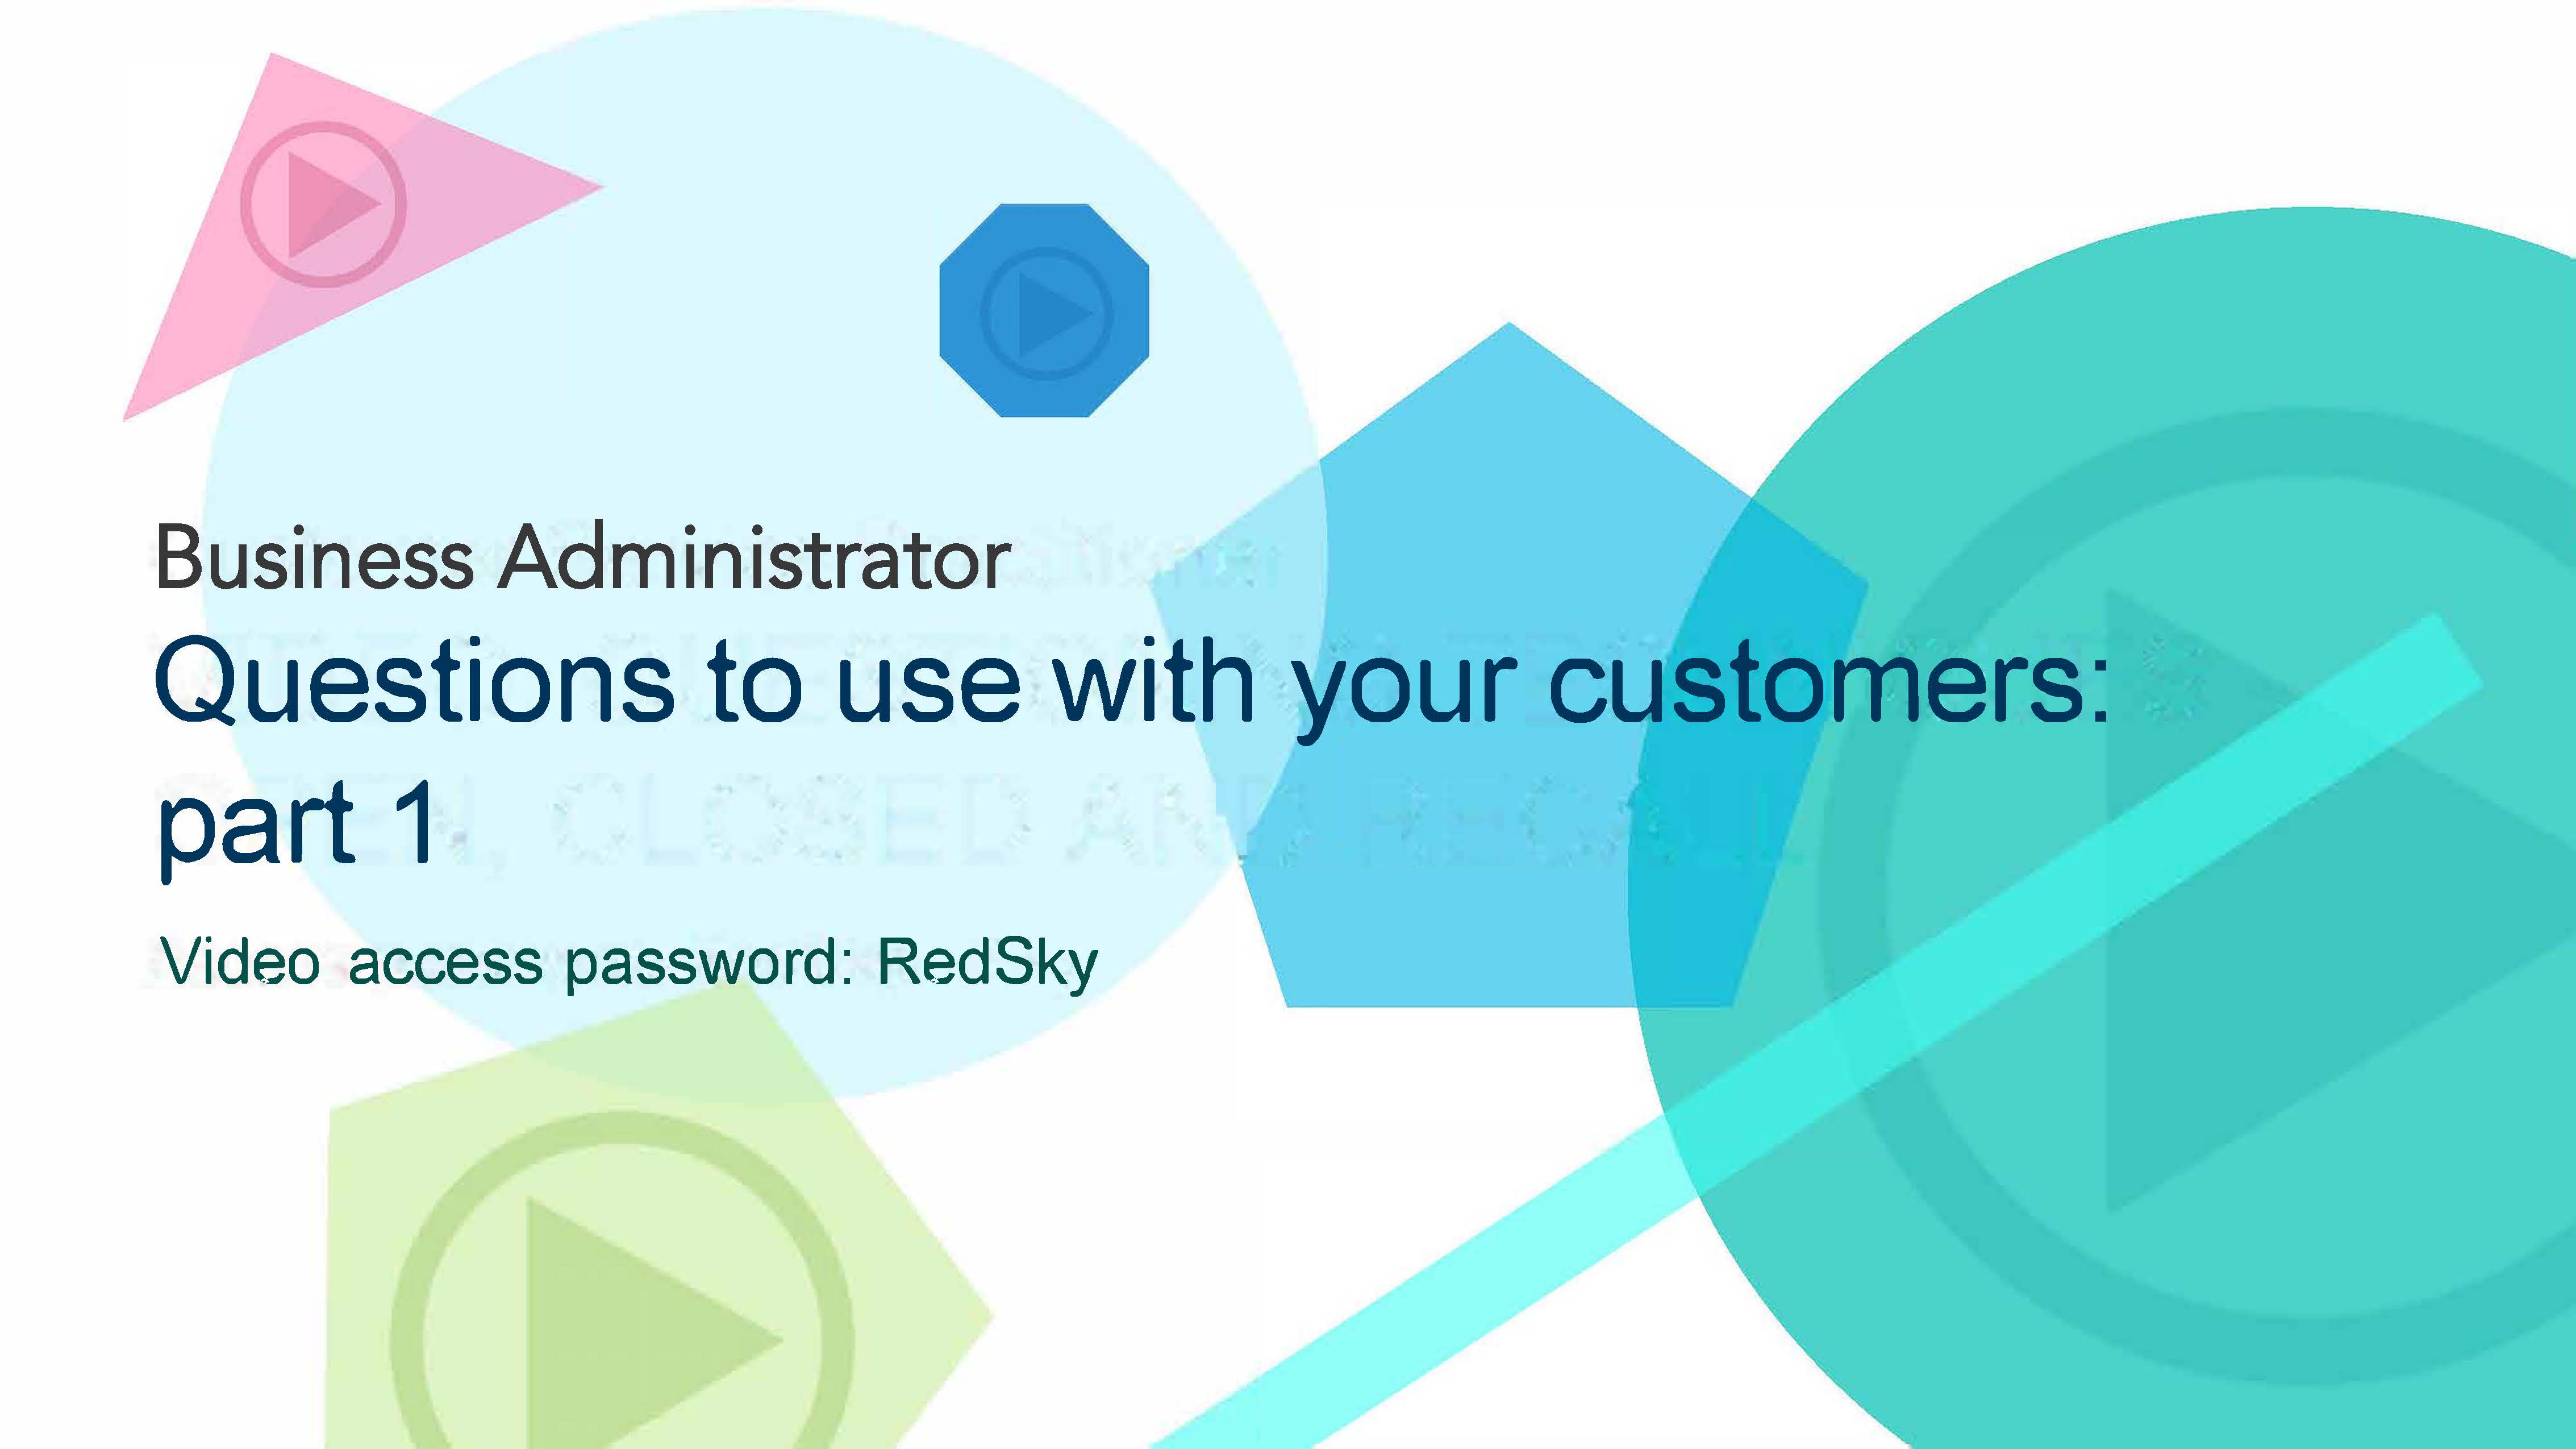 Business Administrator
Questions to use with your customers:
part 1
Video access password: RedSky